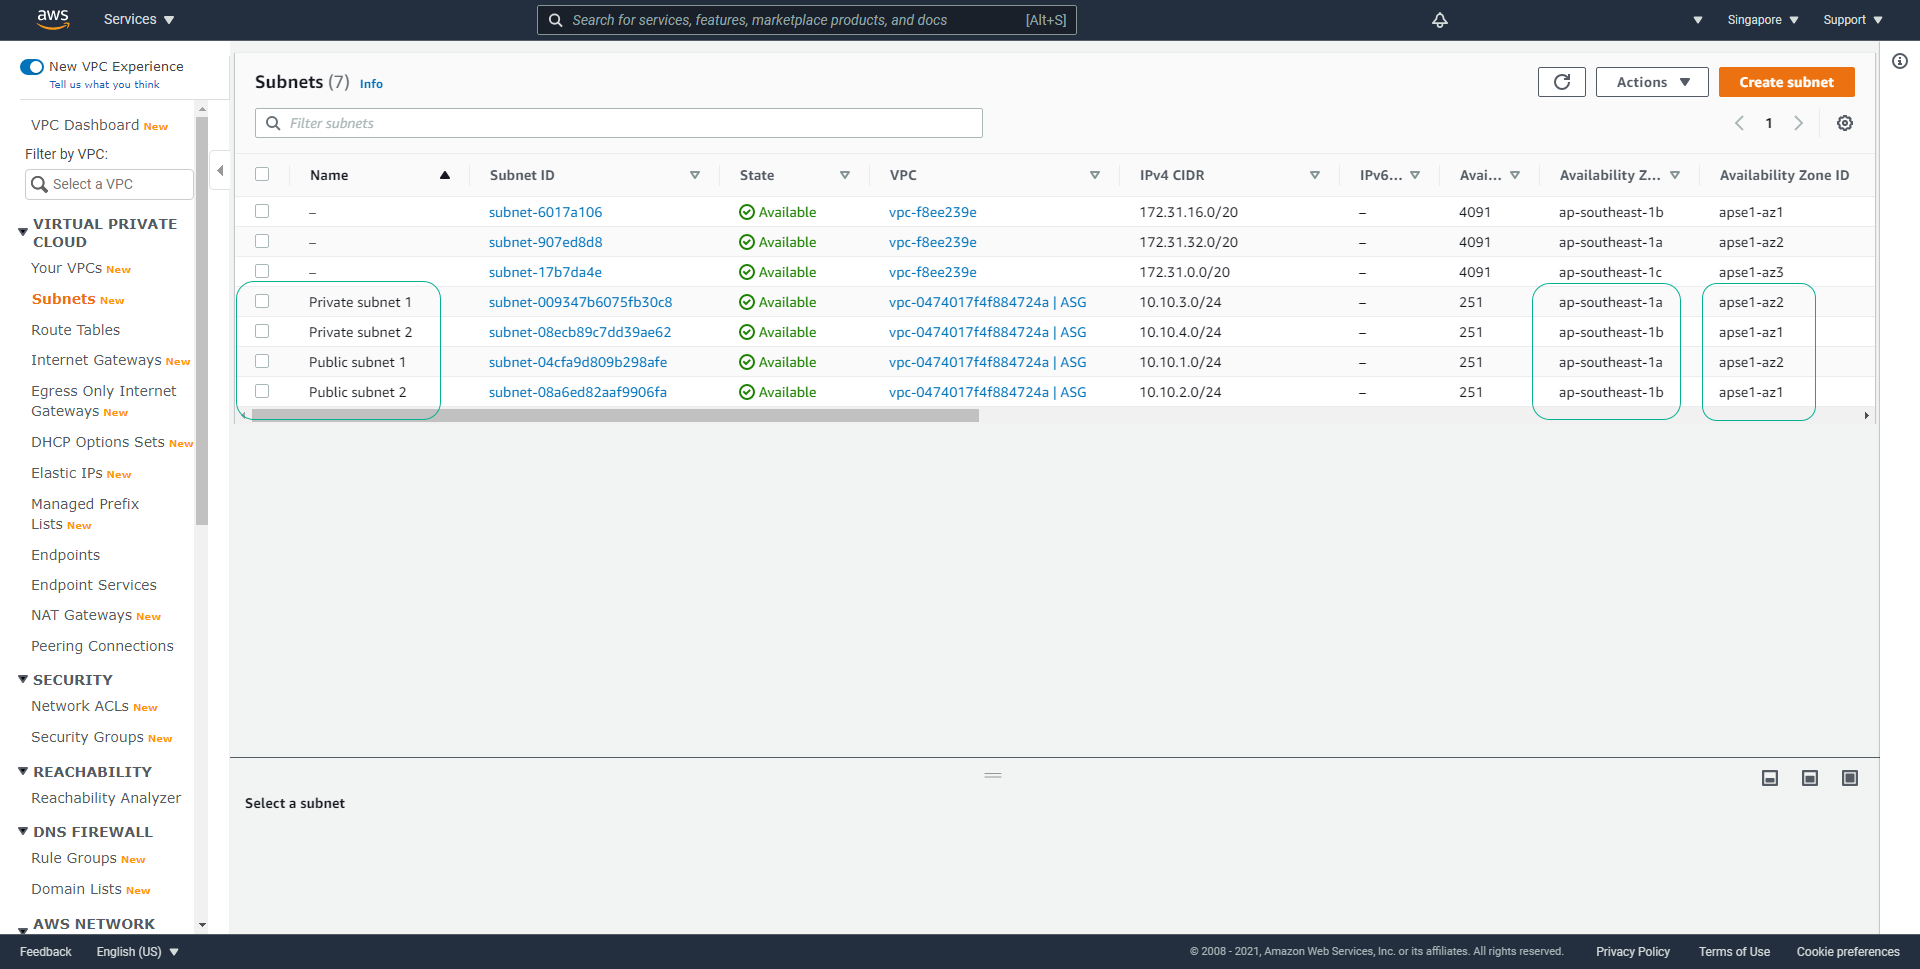 aws Services Search for services, features, marketplace products, and docs [Alt+S] Singapore Support
New VPC Experience
Tell us what you think
VPC Dashboard New
Filter by VPC:
Select a VPC
VIRTUAL PRIVATE
CLOUD
Your VPCs New
Subnets New
Route Tables
Internet Gateways New
Egress Only Internet
Gateways New
DHCP Options Sets New
Elastic IPs New
Managed Prefix
Lists New
Endpoints
Endpoint Services
NAT Gateways New
Peering Connections
SECURITY
Network ACLs New
Security Groups New
REACHABILITY
Reachability Analyzer
DNS FIREWALL
Rule Groups New
Domain Lists New
AWS NETWORK
Subnets (7) Info Actions Create subnet
Filter subnets 1
Name Subnet ID State VPC IPv4 CIDR IPv6... Avai... Availability Z... Availability Zone ID
– subnet-6017a106 Available vpc-f8ee239e 172.31.16.0/20 – 4091 ap-southeast-1b apse1-az1
– subnet-907ed8d8 Available vpc-f8ee239e 172.31.32.0/20 – 4091 ap-southeast-1a apse1-az2
– subnet-17b7da4e Available vpc-f8ee239e 172.31.0.0/20 – 4091 ap-southeast-1c apse1-az3
Private subnet 1 subnet-009347b6075fb30c8 Available vpc-0474017f4f884724a | ASG 10.10.3.0/24 – 251 ap-southeast-1a apse1-az2
Private subnet 2 subnet-08ecb89c7dd39ae62 Available vpc-0474017f4f884724a | ASG 10.10.4.0/24 – 251 ap-southeast-1b apse1-az1
Public subnet 1 subnet-04cfa9d809b298afe Available vpc-0474017f4f884724a | ASG 10.10.1.0/24 – 251 ap-southeast-1a apse1-az2
Public subnet 2 subnet-08a6ed82aaf9906fa Available vpc-0474017f4f884724a | ASG 10.10.2.0/24 – 251 ap-southeast-1b apse1-az1
Select a subnet
Feedback English (US) © 2008 - 2021, Amazon Web Services, Inc. or its affiliates. All rights reserved. Privacy Policy Terms of Use Cookie preferences